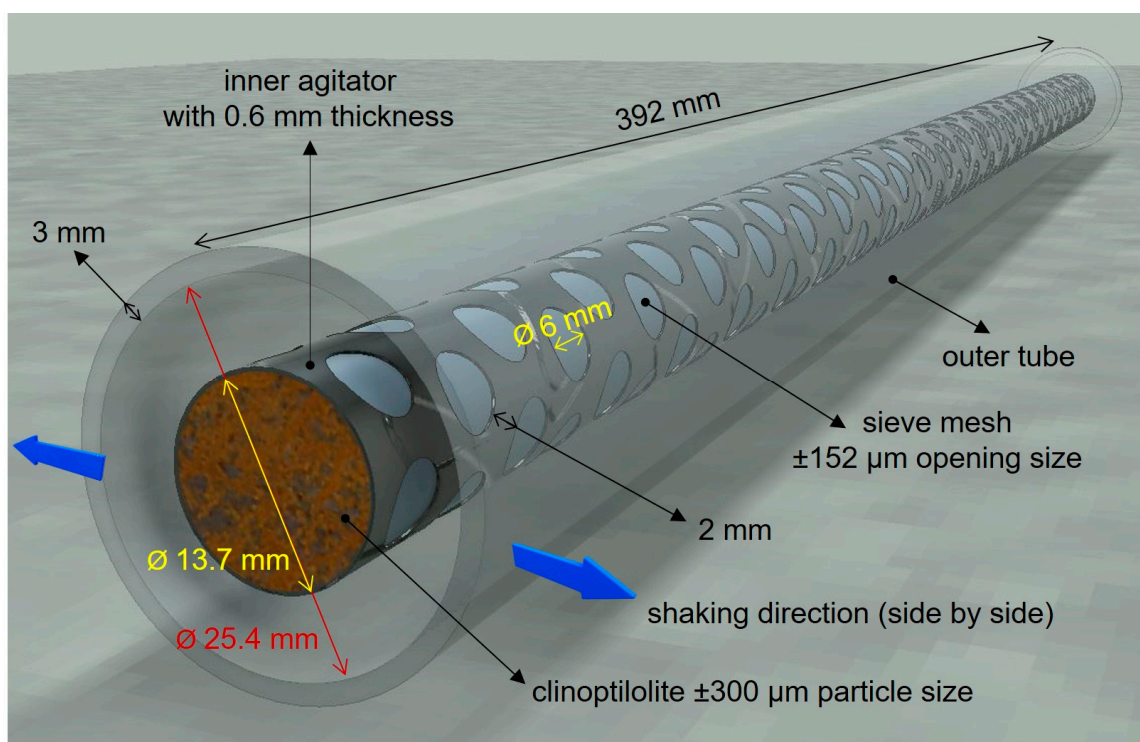 inner agitator
with 0.6 mm thickness
392 mm
3 mm
Ø 6 mm
outer tube
sieve mesh
±152 µm opening size
2 mm
Ø 13.7 mm
shaking direction (side by side)
Ø 25.4 mm
clinoptilolite ±300 µm particle size